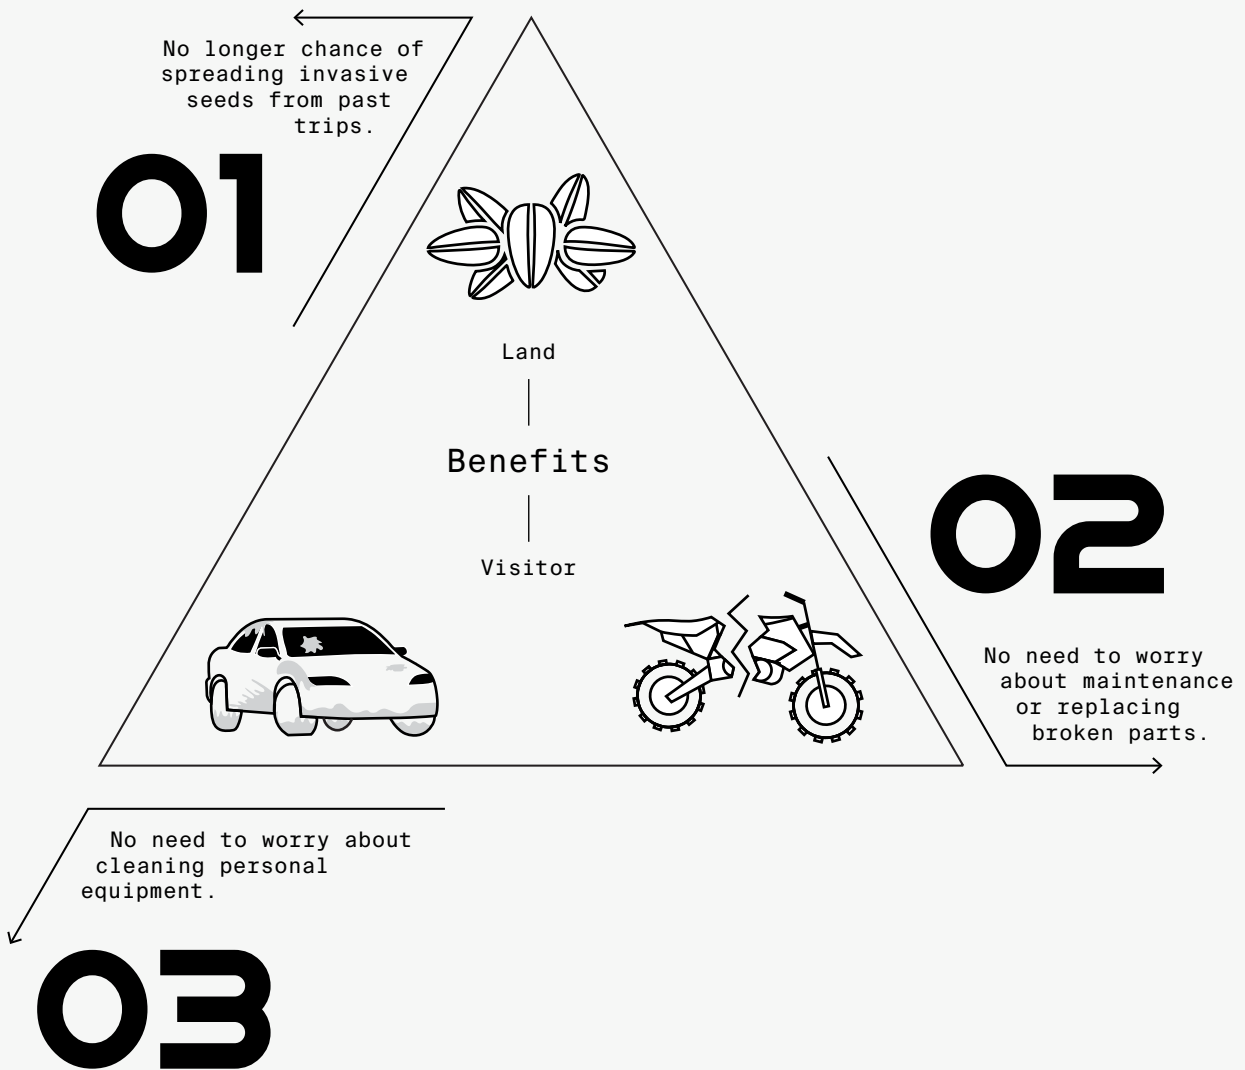 No longer chance of
spreading invasive
seeds from past
trips.
01
Land
Benefits
Visitor
02
No need to worry
about maintenance
or replacing
broken parts.
No need to worry about
cleaning personal
equipment.
03